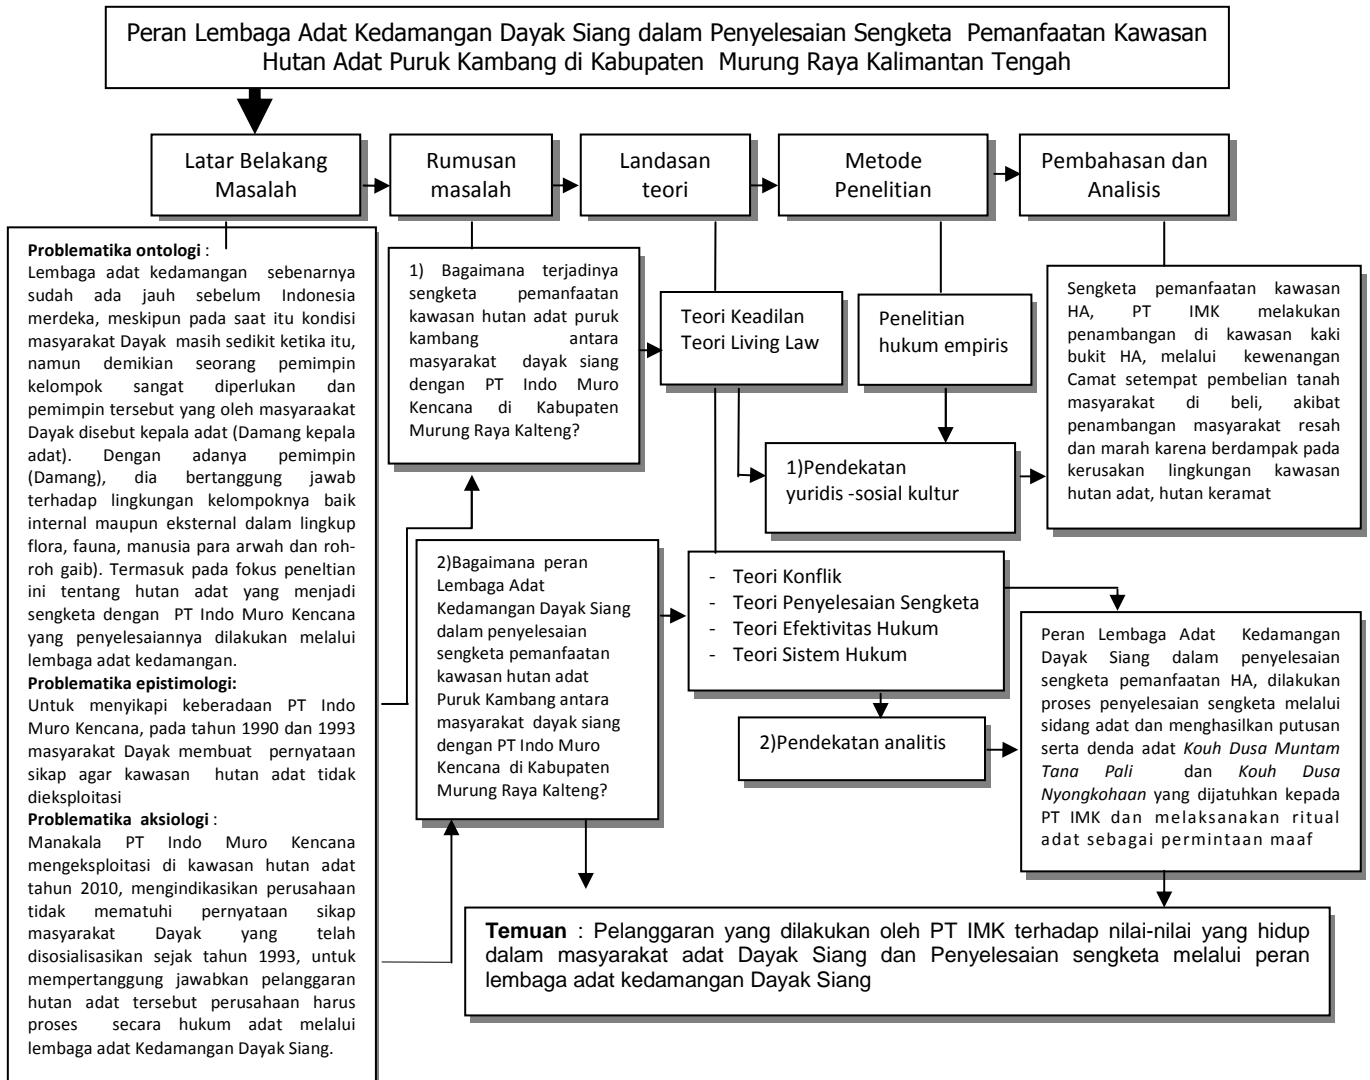 Peran Lembaga Adat Kedamangan Dayak Siang dalam Penyelesaian Sengketa Pemanfaatan Kawasan
Hutan Adat Puruk Kambang di Kabupaten Murung Raya Kalimantan Tengah
Latar Belakang
Masalah
Rumusan
masalah
Landasan
teori
Metode
Penelitian
Pembahasan dan
Analisis
Problematika ontologi :
Lembaga adat kedamangan sebenarnya
sudah ada jauh sebelum Indonesia
merdeka, meskipun pada saat itu kondisi
masyarakat Dayak masih sedikit ketika itu,
namun demikian seorang pemimpin
kelompok sangat diperlukan dan
pemimpin tersebut yang oleh masyaraakat
Dayak disebut kepala adat (Damang kepala
adat). Dengan adanya pemimpin
(Damang), dia bertanggung jawab
terhadap lingkungan kelompoknya baik
internal maupun eksternal dalam lingkup
flora, fauna, manusia para arwah dan roh-
roh gaib). Termasuk pada fokus peneltian
ini tentang hutan adat yang menjadi
sengketa dengan PT Indo Muro Kencana
yang penyelesaiannya dilakukan melalui
lembaga adat kedamangan.
Problematika epistimologi:
Untuk menyikapi keberadaan PT Indo
Muro Kencana, pada tahun 1990 dan 1993
masyarakat Dayak membuat pernyataan
sikap agar kawasan hutan adat tidak
dieksploitasi
Problematika aksiologi :
Manakala PT Indo Muro Kencana
mengeksploitasi di kawasan hutan adat
tahun 2010, mengindikasikan perusahaan
tidak mematuhi pernyataan sikap
masyarakat Dayak yang telah
disosialisasikan sejak tahun 1993, untuk
mempertanggung jawabkan pelanggaran
hutan adat tersebut perusahaan harus
proses secara hukum adat melalui
lembaga adat Kedamangan Dayak Siang.
1) Bagaimana terjadinya
sengketa pemanfaatan
kawasan hutan adat puruk
kambang antara
masyarakat dayak siang
dengan PT Indo Muro
Kencana di Kabupaten
Murung Raya Kalteng?
2)Bagaimana peran
Lembaga Adat
Kedamangan Dayak Siang
dalam penyelesaian
sengketa pemanfaatan
kawasan hutan adat
Puruk Kambang antara
masyarakat dayak siang
dengan PT Indo Muro
Kencana di Kabupaten
Murung Raya Kalteng?
Teori Keadilan
Teori Living Law
Penelitian
hukum empiris
1)Pendekatan
yuridis -sosial kultur
- Teori Konflik
- Teori Penyelesaian Sengketa
- Teori Efektivitas Hukum
- Teori Sistem Hukum
2)Pendekatan analitis
Sengketa pemanfaatan kawasan
HA, PT IMK melakukan
penambangan di kawasan kaki
bukit HA, melalui kewenangan
Camat setempat pembelian tanah
masyarakat di beli, akibat
penambangan masyarakat resah
dan marah karena berdampak pada
kerusakan lingkungan kawasan
hutan adat, hutan keramat
Peran Lembaga Adat Kedamangan
Dayak Siang dalam penyelesaian
sengketa pemanfaatan HA, dilakukan
proses penyelesaian sengketa melalui
sidang adat dan menghasilkan putusan
serta denda adat Kouh Dusa Muntam
Tana Pali dan Kouh Dusa
Nyongkohaan yang dijatuhkan kepada
PT IMK dan melaksanakan ritual
adat sebagai permintaan maaf
Temuan : Pelanggaran yang dilakukan oleh PT IMK terhadap nilai-nilai yang hidup
dalam masyarakat adat Dayak Siang dan Penyelesaian sengketa melalui peran
lembaga adat kedamangan Dayak Siang